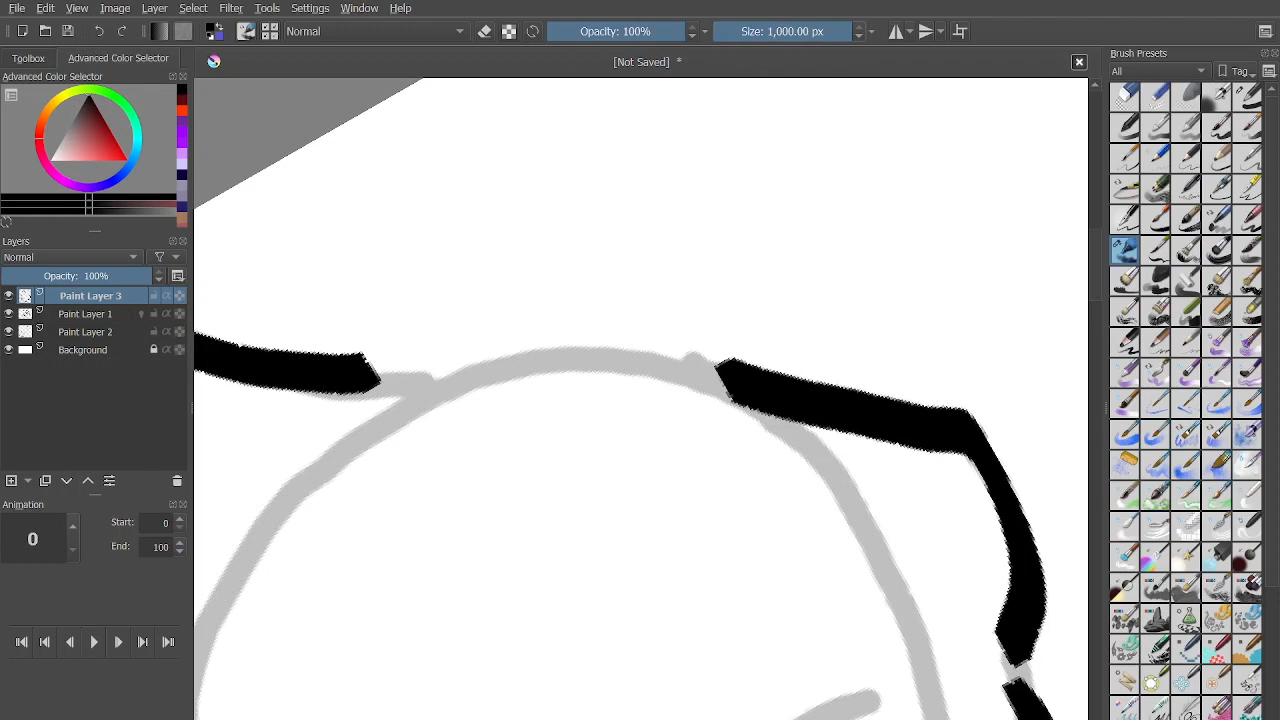 File Edit View Image Layer Select Filter Tools Settings Window Help
Normal Opacity: 100% Size: 1,000.00 px
Toolbox Advanced Color Selector [Not Saved] * Brush Presets
Advanced Color Selector All Tag
Layers
Normal
Opacity: 100%
Paint Layer 3
Paint Layer 1
Paint Layer 2
Background
Animation
0 Start: 0
End: 100